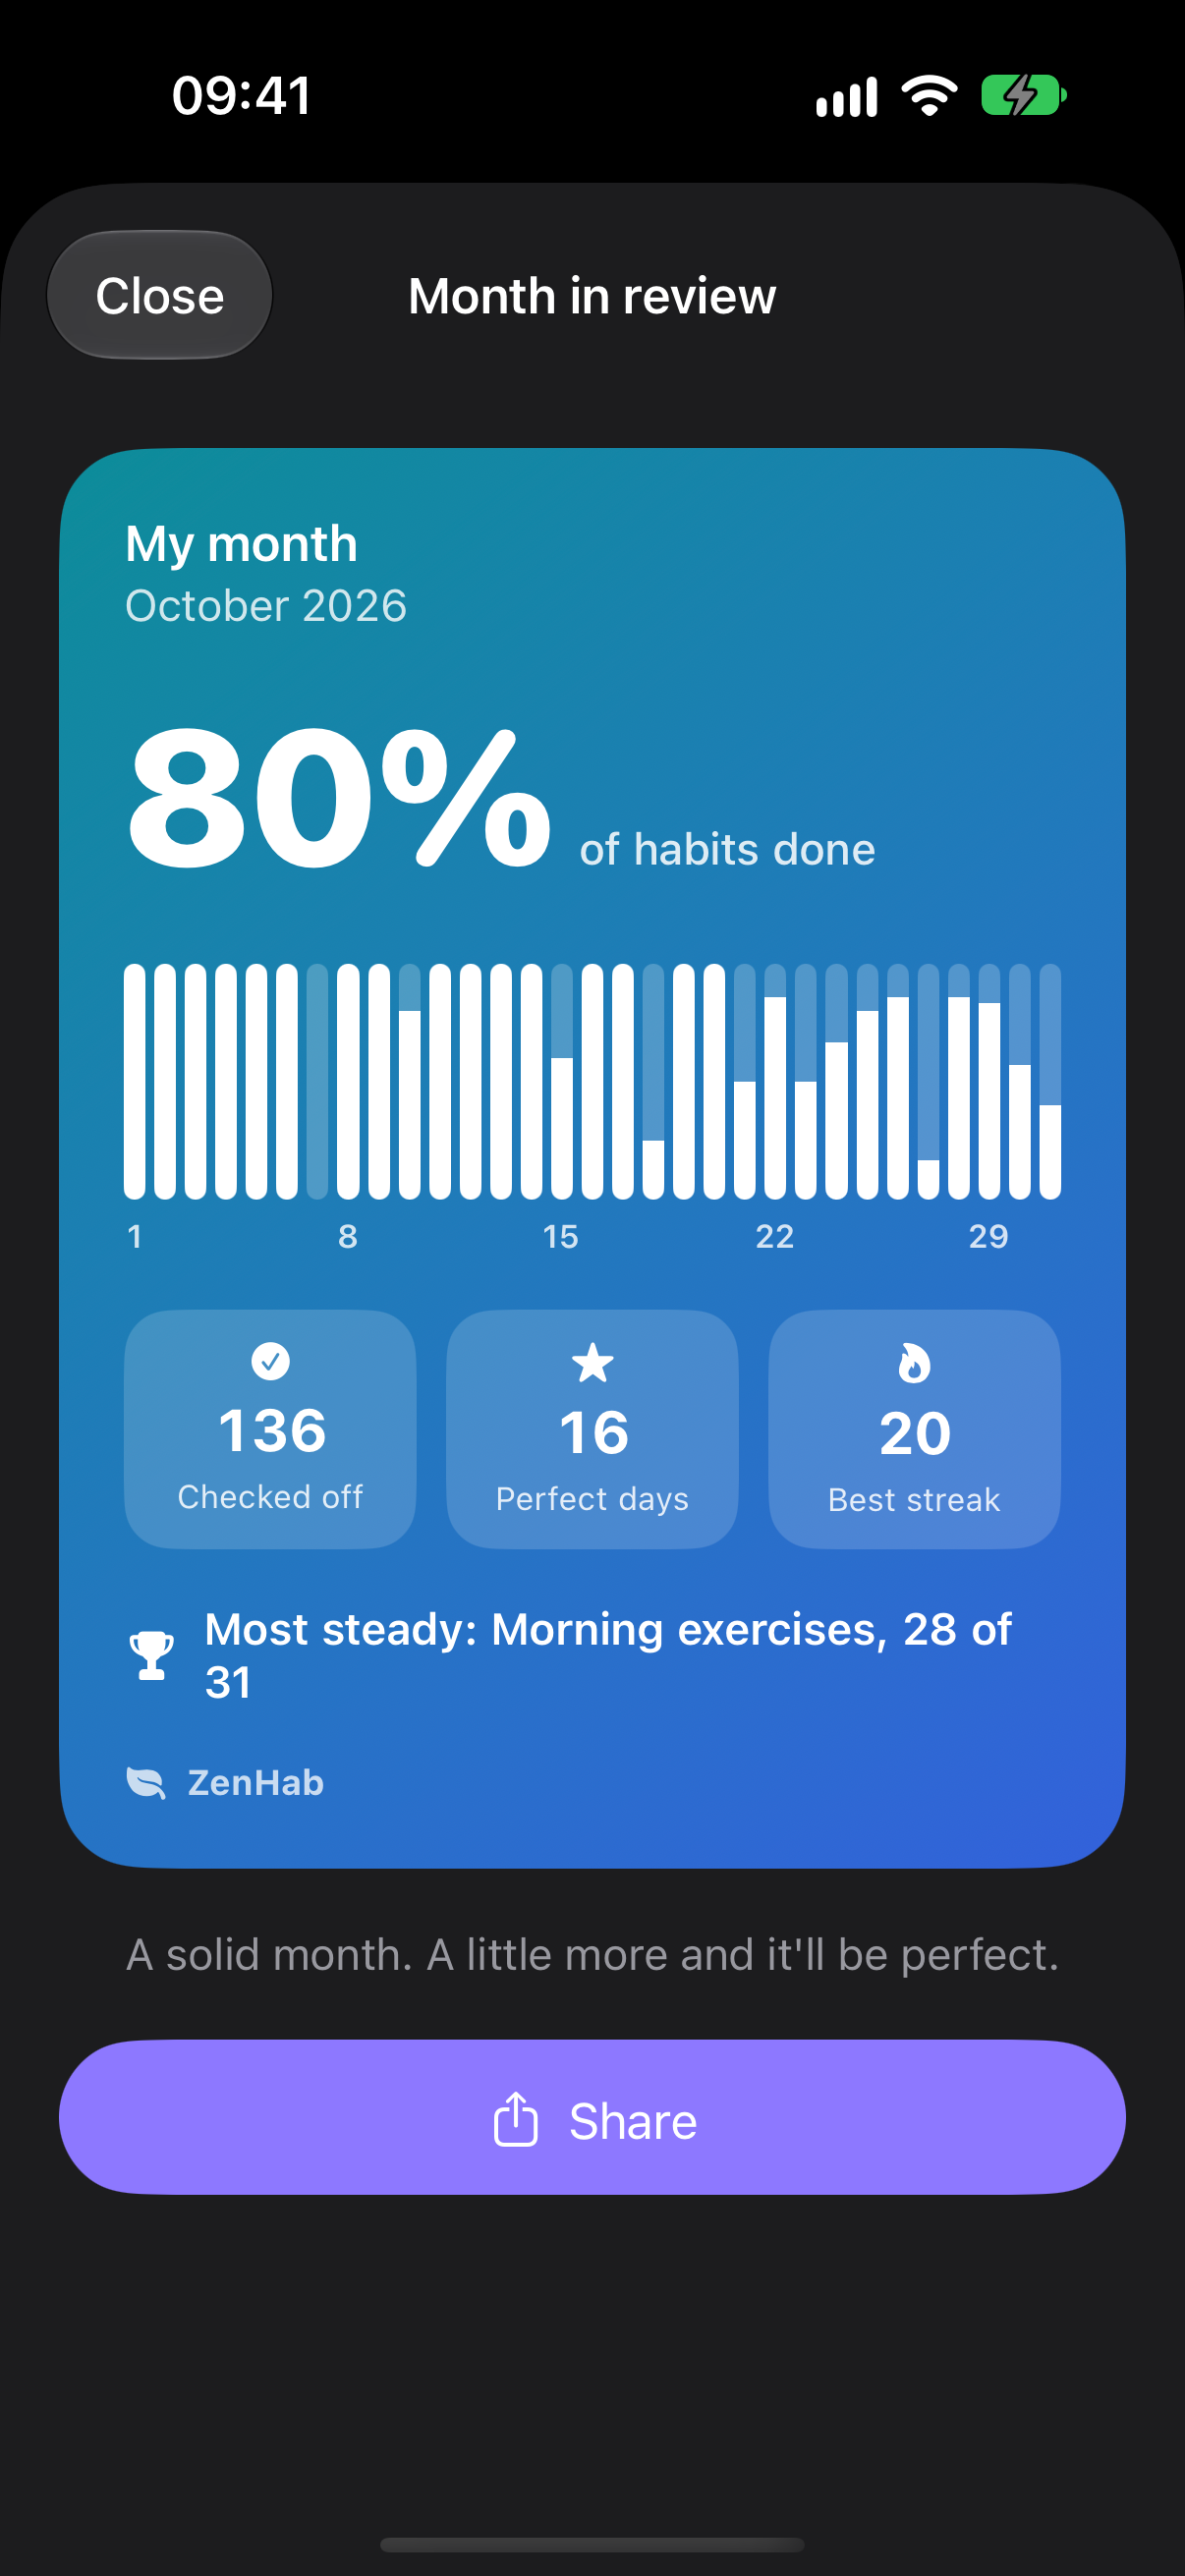 09:41
Close
Month in review
My month
October 2026
80% of habits done
1 8 15 22 29
136
Checked off
16
Perfect days
20
Best streak
Most steady: Morning exercises, 28 of
31
ZenHab
A solid month. A little more and it'll be perfect.
Share